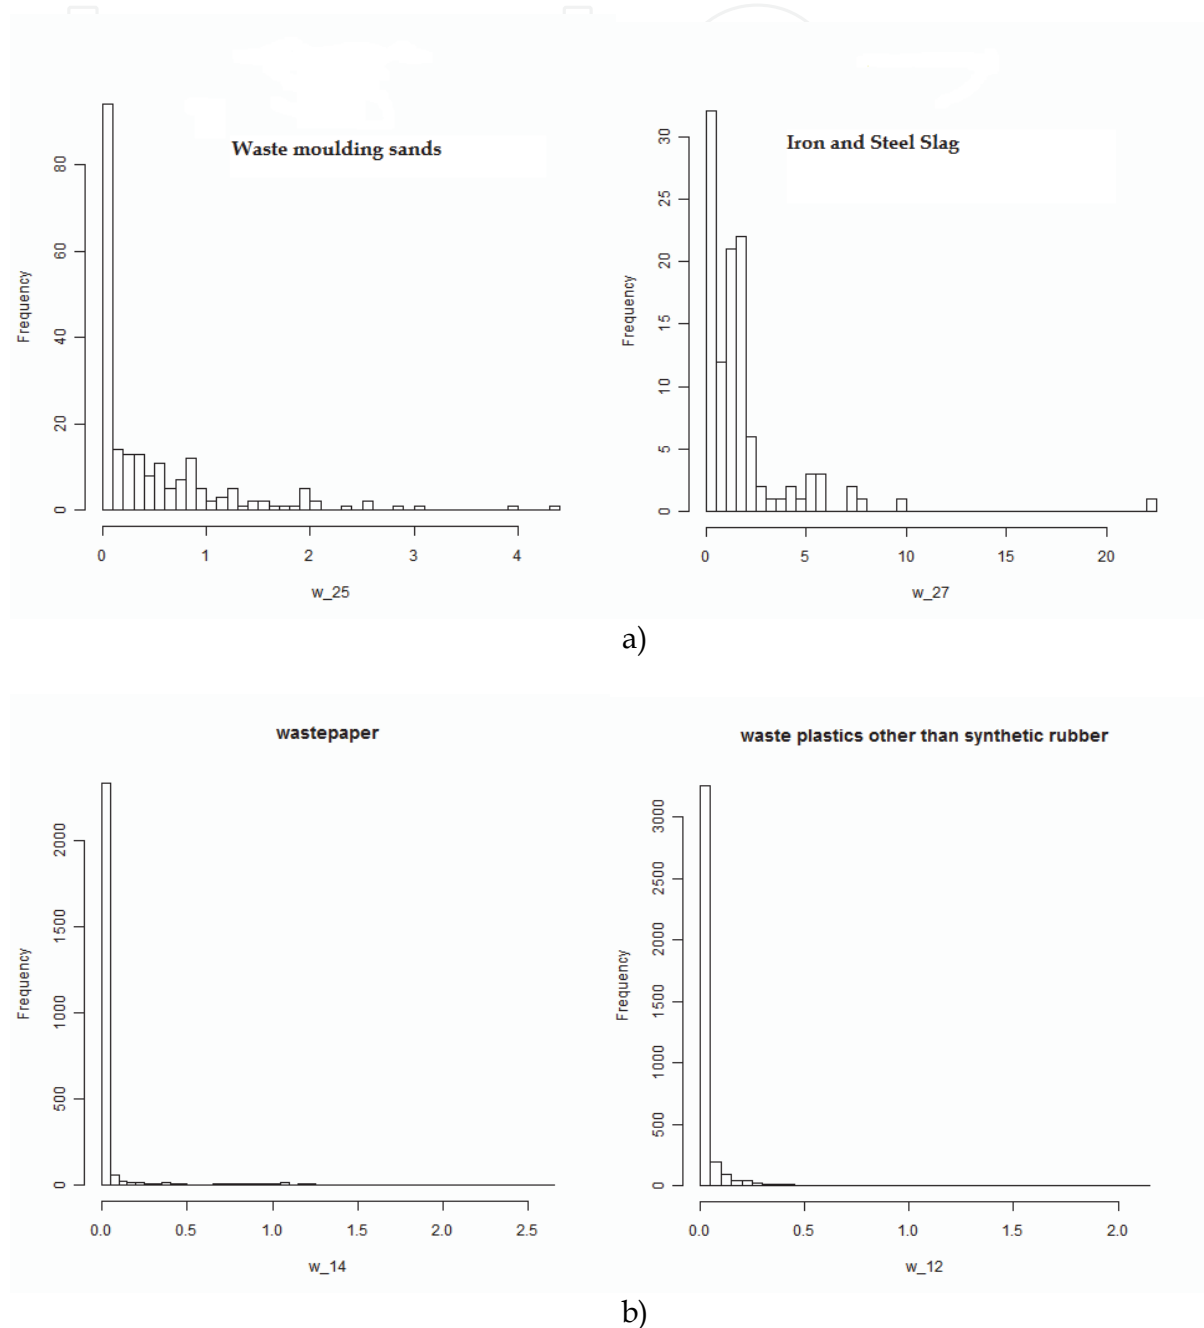 Waste moulding sands
Frequency
0
20
40
60
80
0 1 2 3 4
w_25
Iron and Steel Slag
Frequency
0
5
10
15
20
25
30
0 5 10 15 20
w_27
a)
wastepaper
Frequency
0
500
1000
1500
2000
0.0 0.5 1.0 1.5 2.0 2.5
w_14
waste plastics other than synthetic rubber
Frequency
0
500
1000
1500
2000
2500
3000
0.0 0.5 1.0 1.5 2.0
w_12
b)